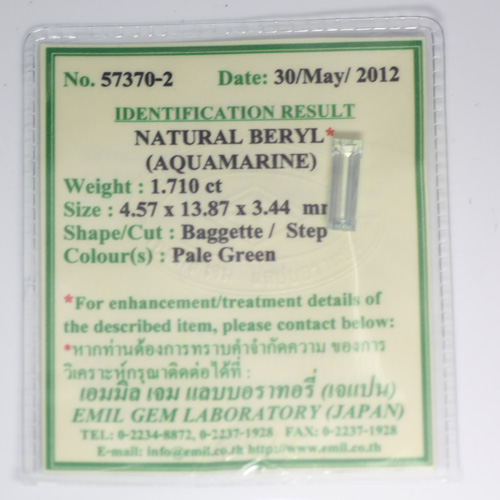 No. 57370-2 Date: 30/May/ 2012
IDENTIFICATION RESULT
NATURAL BERYL*
(AQUAMARINE)
Weight : 1.710 ct
Size : 4.57 x 13.87 x 3.44 mm
Shape/Cut : Baggette / Step
Colour(s) : Pale Green
*For enhancement/treatment details of
the described item, please contact below:
*หากท่านต้องการทราบคำจำกัดความ ของการ
วิเคราะห์กรุณาติดต่อได้ที่ :
เอมมิล เจม แลบบอราทอรี่ (เจแปน)
EMIL GEM LABORATORY (JAPAN)
TEL: 0-2234-8872, 0-2237-1928 FAX: 0-2237-1928
E-mail: info@emil.co.th http://www.emil.co.th